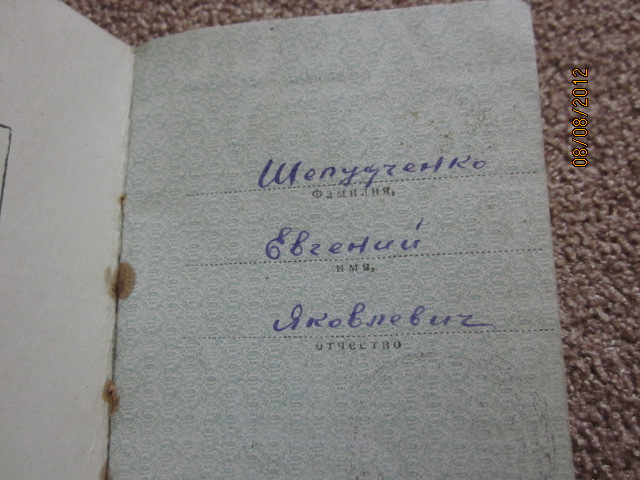 Шепудченко
фамилия,
Евгений
имя,
Яковлевич
отчество
08/08/2012